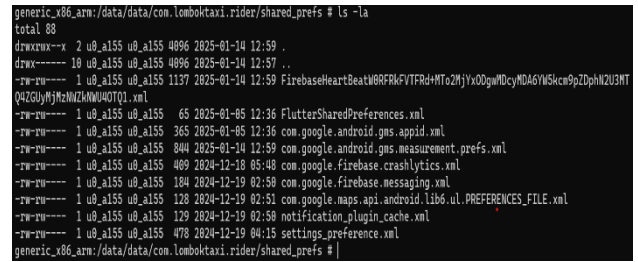 generic_x86_arm:/data/data/com.lomboktaxi.rider/shared_prefs # ls -la
total 88
drwxrwx--x 2 u0_a155 u0_a155 4096 2025-01-14 12:59 .
drwx------ 10 u0_a155 u0_a155 4096 2024-01-14 12:57 ..
-rw-rw---- 1 u0_a155 u0_a155 1137 2025-01-14 12:59
-rw-rw---- 1 u0_a155 u0_a155 65 2025-01-05 12:36 FlutterSharedPreferences.xml
-rw-rw---- 1 u0_a155 u0_a155 365 2025-01-05 12:36 com.google.android.gms.appid.xml
-rw-rw---- 1 u0_a155 u0_a155 844 2025-01-14 12:59 com.google.android.gms.measurement.prefs.xml
-rw-rw---- 1 u0_a155 u0_a155 409 2024-12-18 05:48 com.google.firebase.crashlytics.xml
-rw-rw---- 1 u0_a155 u0_a155 184 2024-12-19 02:50 com.google.firebase.messaging.xml
-rw-rw---- 1 u0_a155 u0_a155 128 2024-12-19 02:51 com.google.maps.api.android.lib6.ul.PREFERENCES_FILE.xml
-rw-rw---- 1 u0_a155 u0_a155 129 2024-12-19 02:50 notification_plugin_cache.xml
-rw-rw---- 1 u0_a155 u0_a155 478 2024-12-19 04:15 settings_preference.xml
generic_x86_arm:/data/data/com.lomboktaxi.rider/shared_prefs #